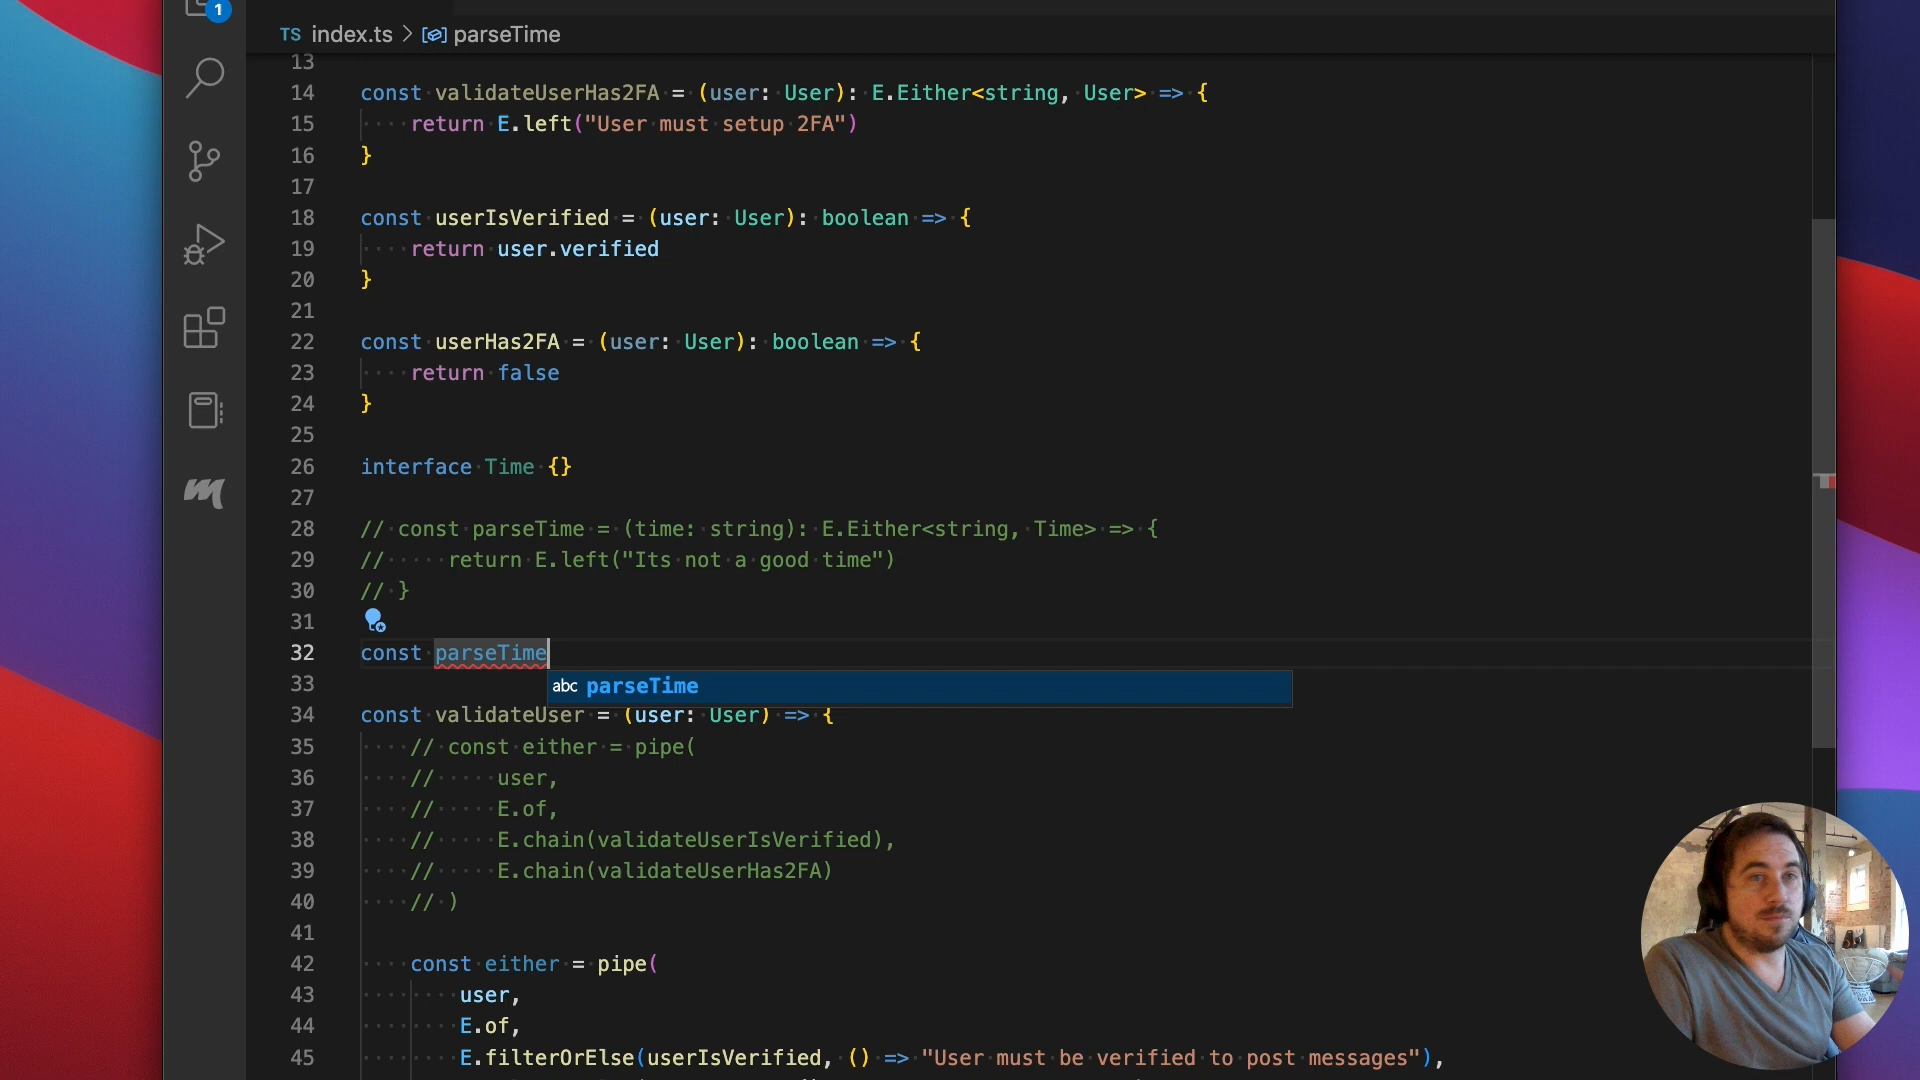 1
TS index.ts > parseTime
13
14 const validateUserHas2FA = (user: User): E.Either<string, User> => {
15 return E.left("User must setup 2FA")
16 }
17
18 const userIsVerified = (user: User): boolean => {
19 return user.verified
20 }
21
22 const userHas2FA = (user: User): boolean => {
23 return false
24 }
25
26 interface Time {}
27
28 // const parseTime = (time: string): E.Either<string, Time> => {
29 // return E.left("Its not a good time")
30 // }
31
32 const parseTime
33 abc parseTime
34 const validateUser = (user: User) => {
35 // const either = pipe(
36 // user,
37 // E.of,
38 // E.chain(validateUserIsVerified),
39 // E.chain(validateUserHas2FA)
40 // )
41
42 const either = pipe(
43 user,
44 E.of,
45 E.filterOrElse(userIsVerified, () => "User must be verified to post messages"),